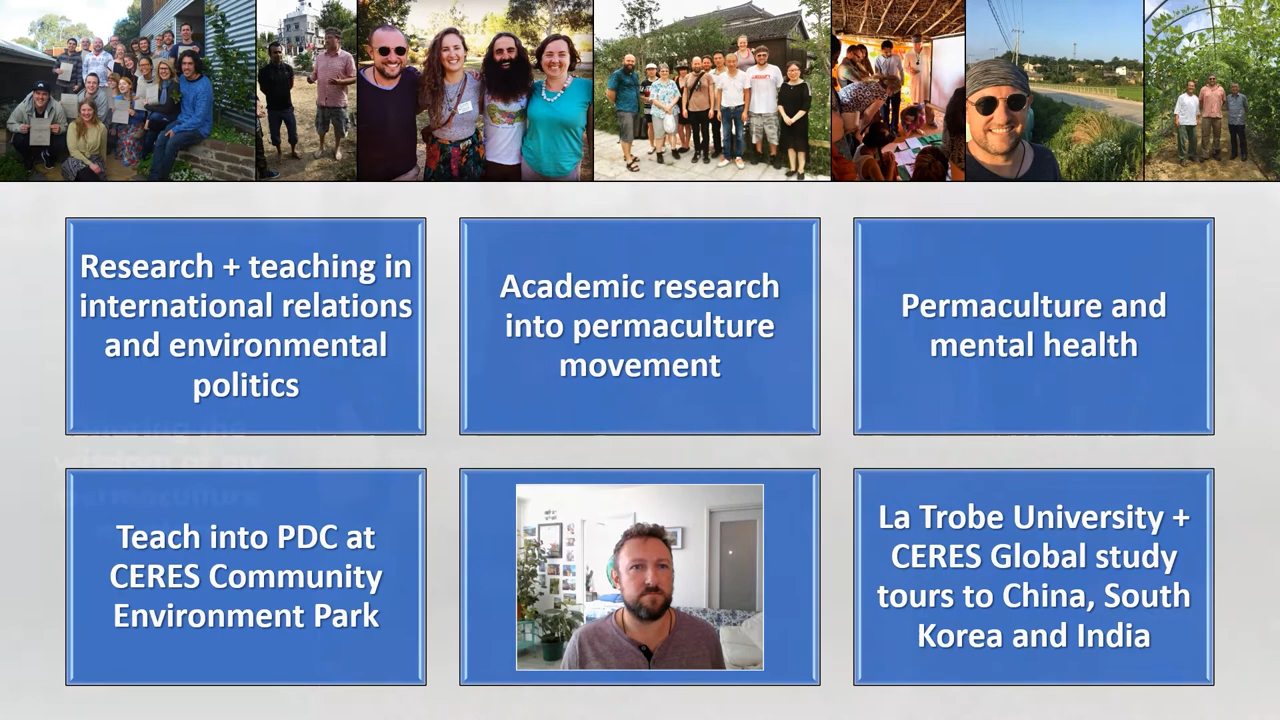 Research + teaching in
international relations
and environmental
politics
Academic research
into permaculture
movement
Permaculture and
mental health
Teach into PDC at
CERES Community
Environment Park
La Trobe University +
CERES Global study
tours to China, South
Korea and India